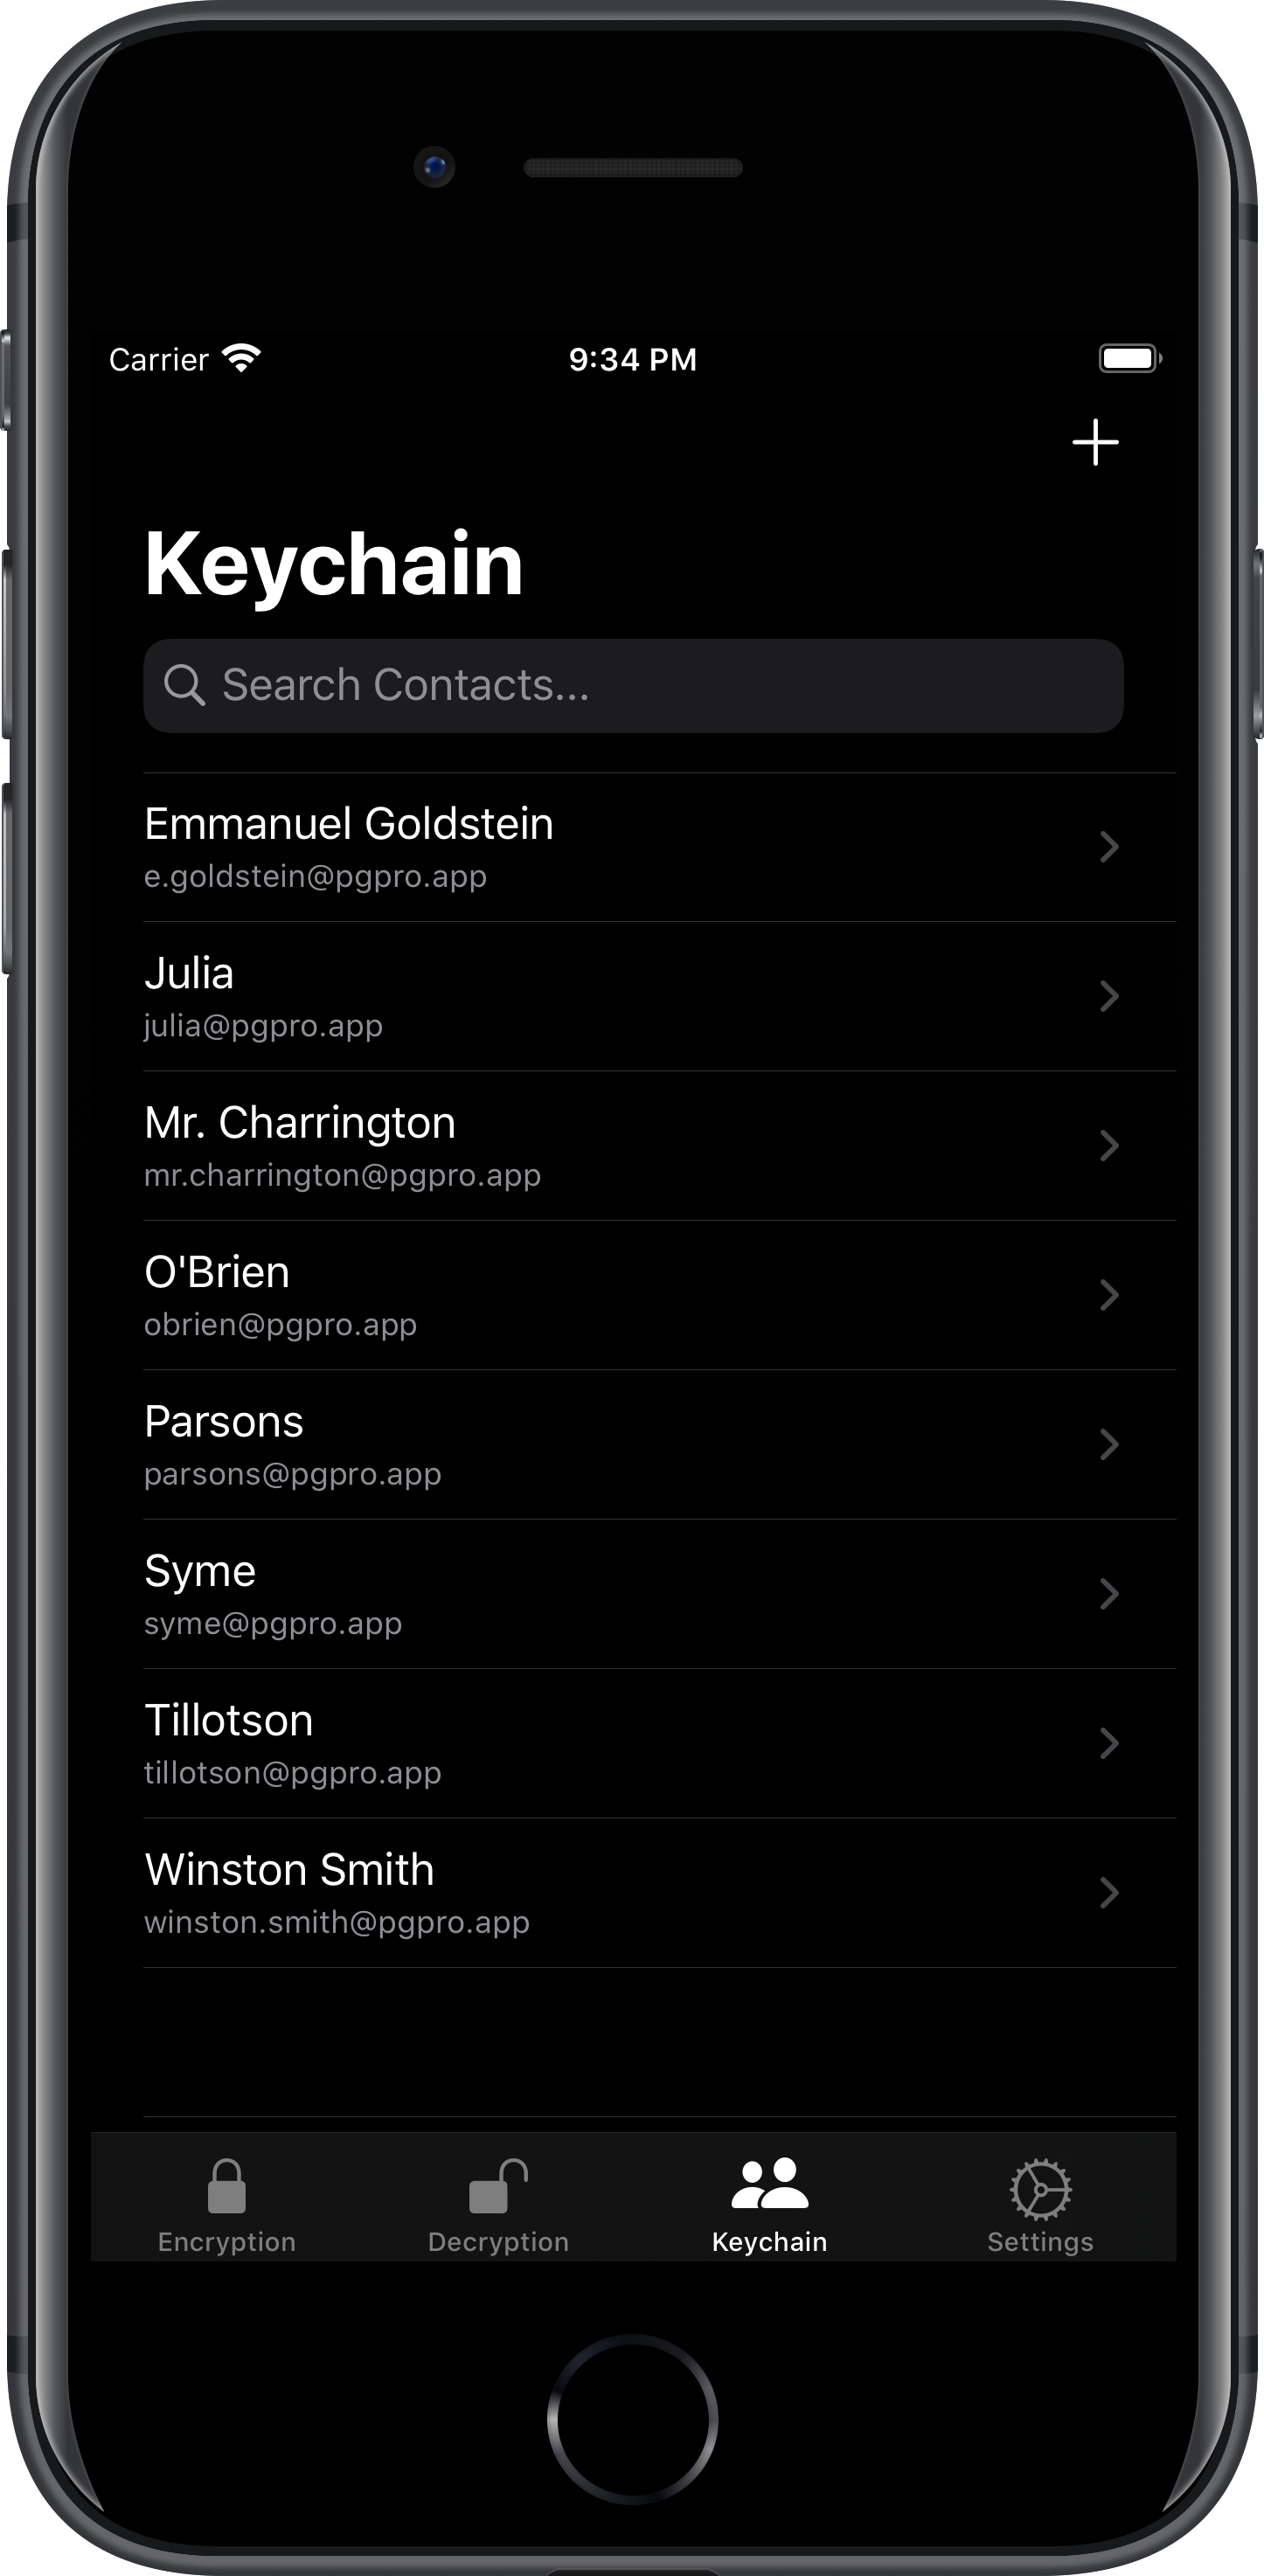 Carrier 9:34 PM
Keychain
Search Contacts...
Emmanuel Goldstein
e.goldstein@pgpro.app
Julia
julia@pgpro.app
Mr. Charrington
mr.charrington@pgpro.app
O'Brien
obrien@pgpro.app
Parsons
parsons@pgpro.app
Syme
syme@pgpro.app
Tillotson
tillotson@pgpro.app
Winston Smith
winston.smith@pgpro.app
Encryption Decryption Keychain Settings